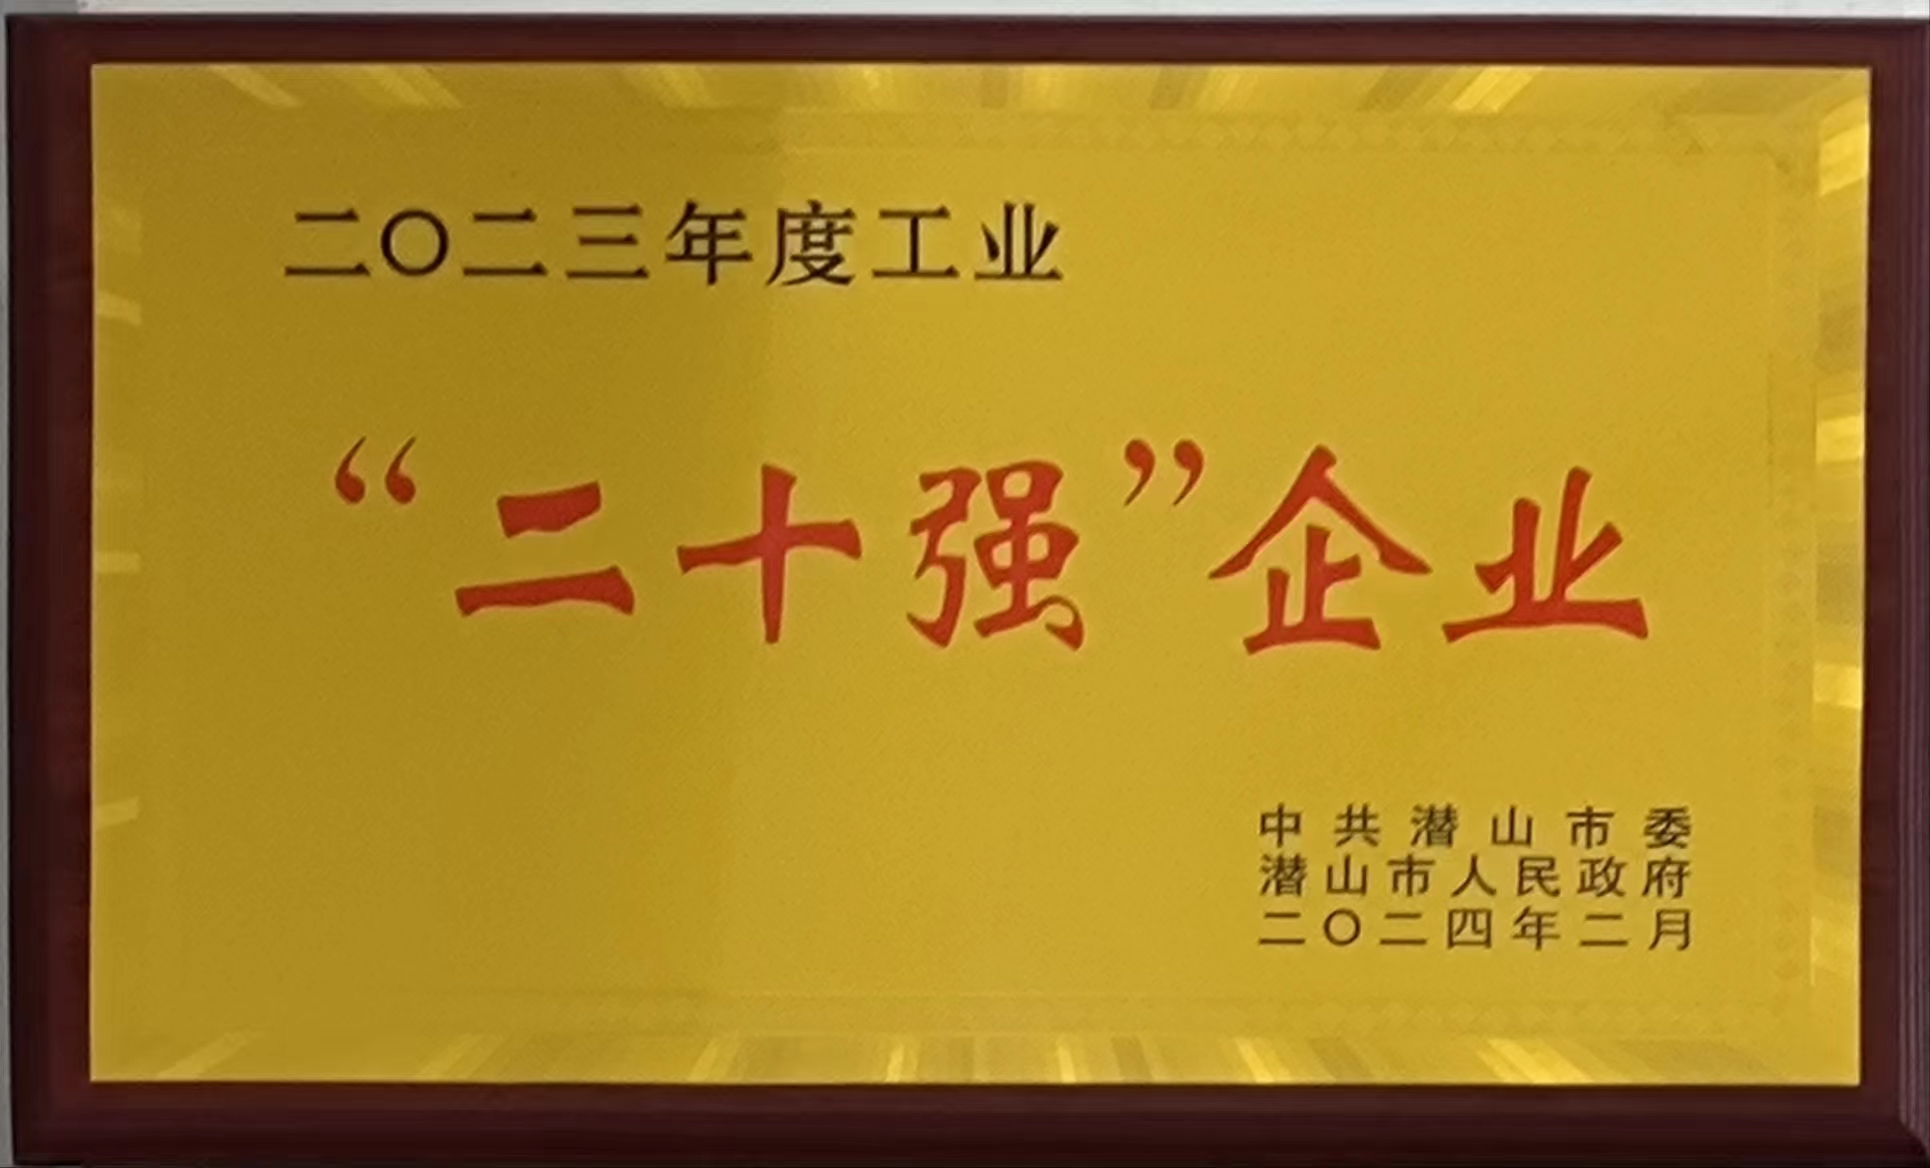 二〇二三年度工业
“二十强”企业
中共潜山市委
潜山市人民政府
二〇二四年二月